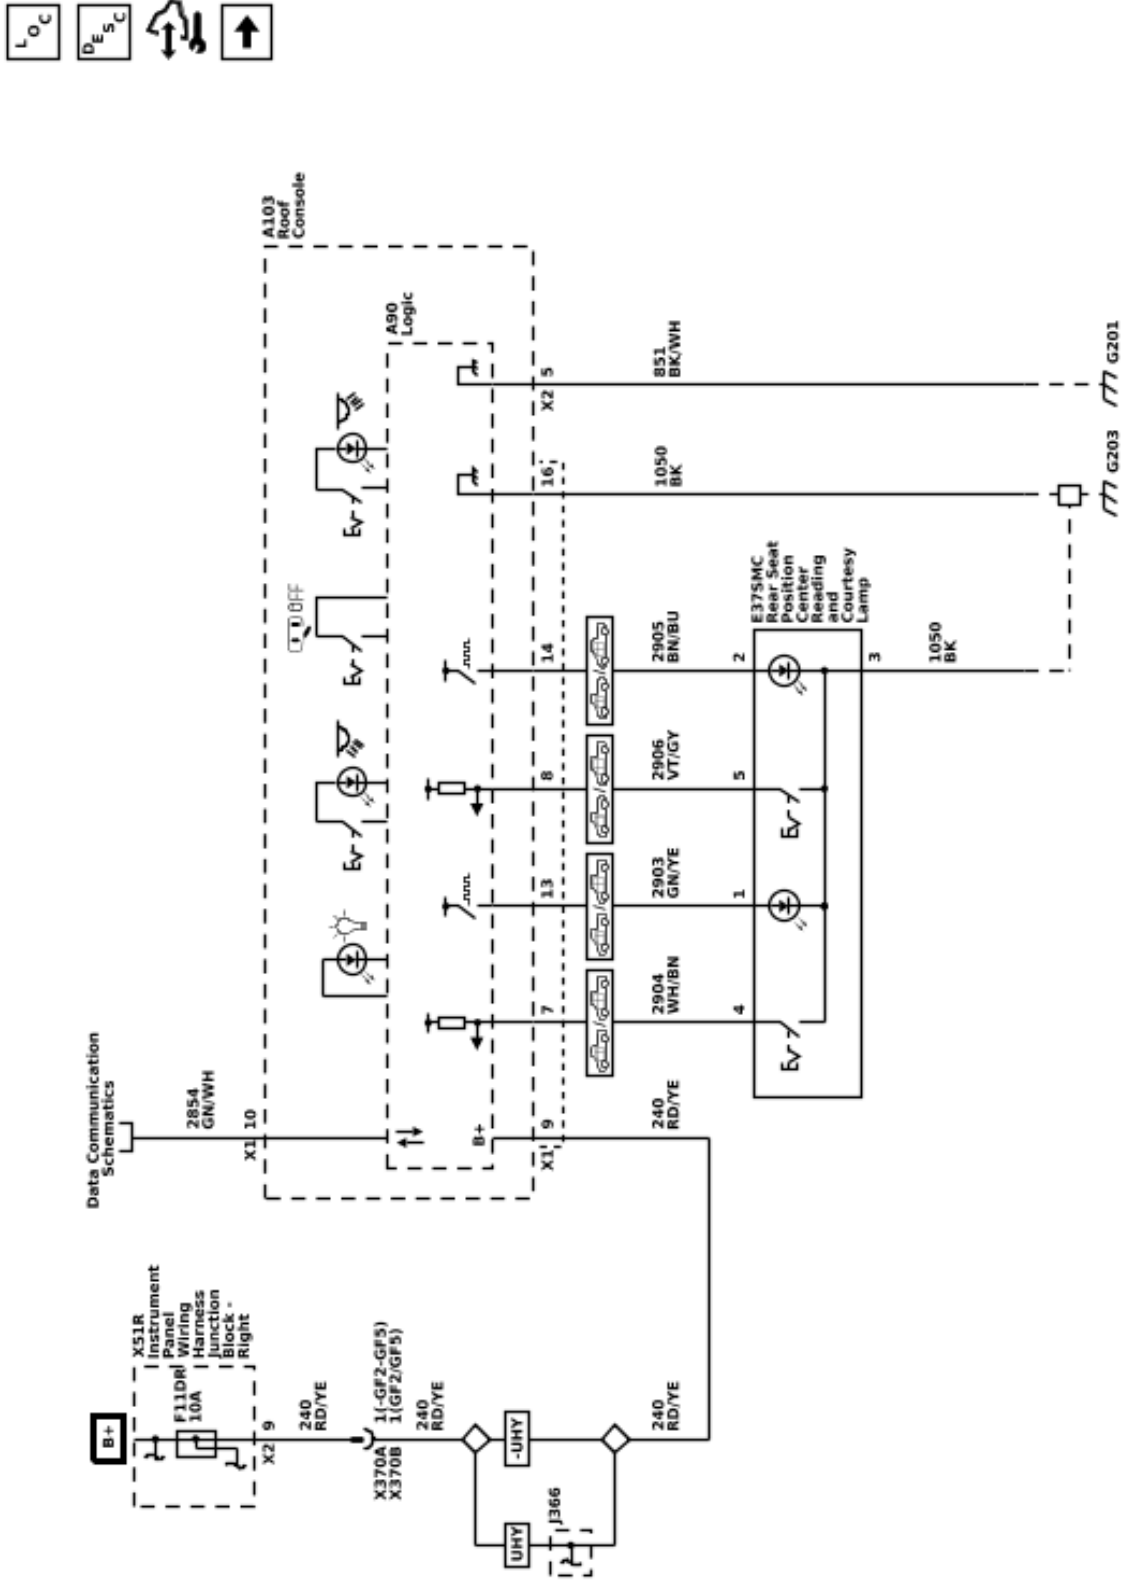 LOC
DESC
B+
X51R
Instrument
Panel
Wiring
Harness
Junction
Block -
Right
F11DR
10A
X2 9
240
RD/YE
X370A
X370B
1(-GF2-GF5)
1(GF2/GF5)
240
RD/YE
UHY
-UHY
J366
240
RD/YE
Data Communication
Schematics
2854
GN/WH
X1 10
A103
Roof
Console
OFF
A90
Logic
B+
X1 9
7
13
8
14
16
X2 5
240
RD/YE
2904
WH/BN
2903
GN/YE
2906
VT/GY
2905
BN/BU
1050
BK
851
BK/WH
4
1
5
2
E37SMC
Rear Seat
Position
Center
Reading
and
Courtesy
Lamp
3
1050
BK
G203
G201